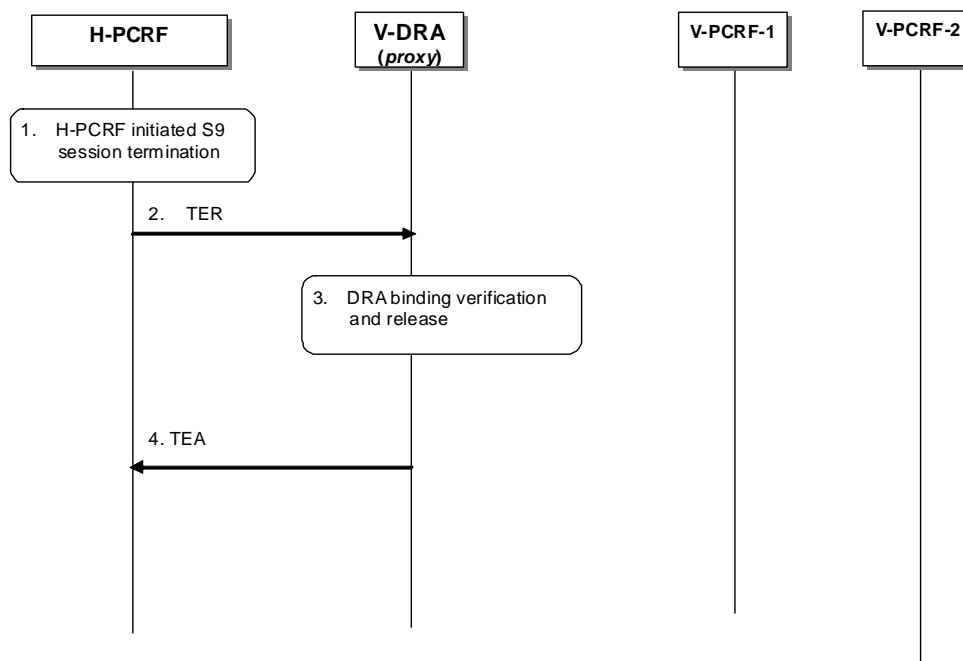 H-PCRF
V-DRA
(proxy)
V-PCRF-1
V-PCRF-2
1. H-PCRF initiated S9
session termination
2. TER
3. DRA binding verification
and release
4. TEA